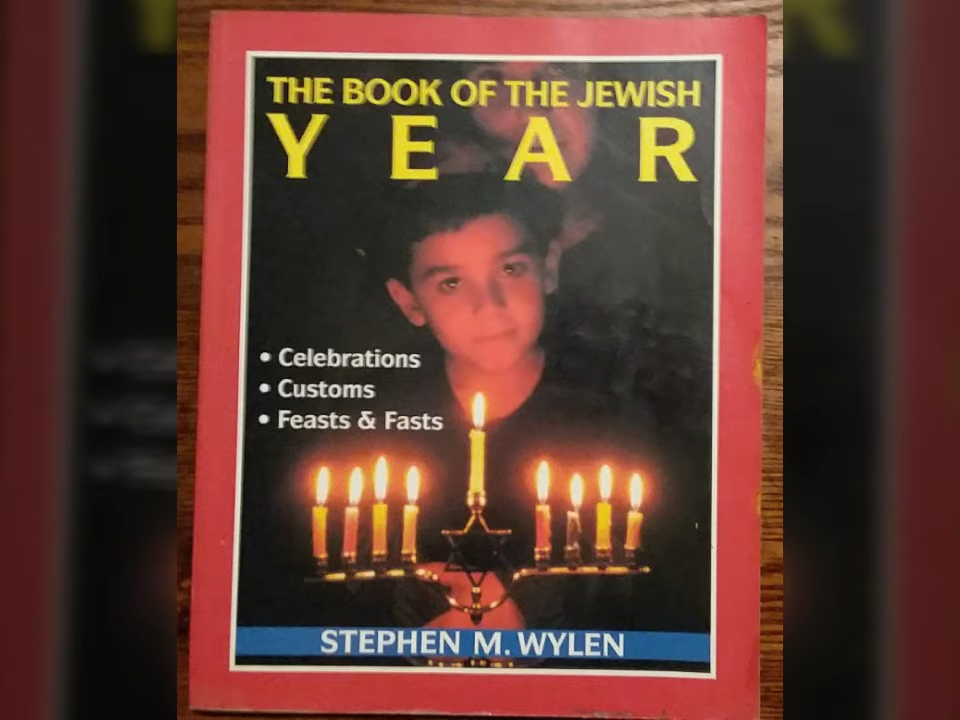 THE BOOK OF THE JEWISH
YEAR
• Celebrations
• Customs
• Feasts & Fasts
STEPHEN M. WYLEN